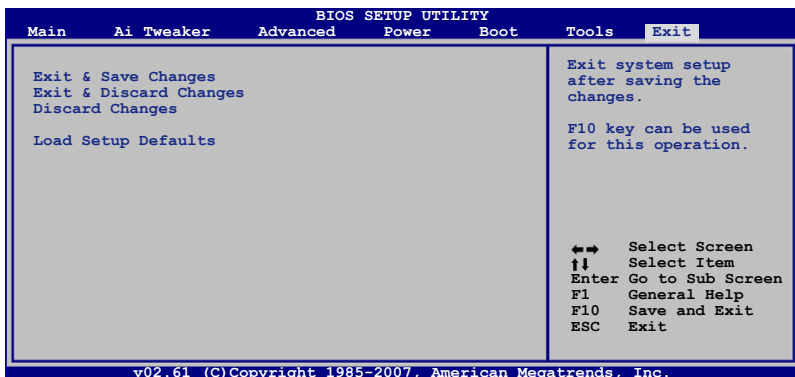 BIOS SETUP UTILITY
Main Ai Tweaker Advanced Power Boot Tools Exit
Exit & Save Changes
Exit & Discard Changes
Discard Changes
Load Setup Defaults
Exit system setup
after saving the
changes.
F10 key can be used
for this operation.
←→ Select Screen
↑↓ Select Item
Enter Go to Sub Screen
F1 General Help
F10 Save and Exit
ESC Exit
v02.61 (C)Copyright 1985-2007, American Megatrends, Inc.